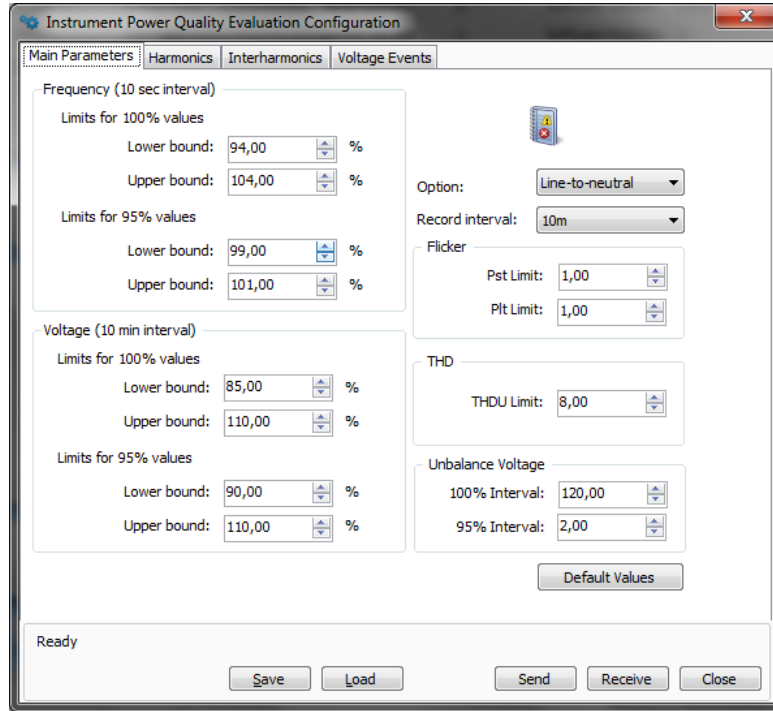 Instrument Power Quality Evaluation Configuration
X
Main Parameters Harmonics Interharmonics Voltage Events
Frequency (10 sec interval)
Limits for 100% values
Lower bound: 94,00 %
Upper bound: 104,00 %
Limits for 95% values
Lower bound: 99,00 %
Upper bound: 101,00 %
Voltage (10 min interval)
Limits for 100% values
Lower bound: 85,00 %
Upper bound: 110,00 %
Limits for 95% values
Lower bound: 90,00 %
Upper bound: 110,00 %
Option: Line-to-neutral
Record interval: 10m
Flicker
Pst Limit: 1,00
Plt Limit: 1,00
THD
THDU Limit: 8,00
Unbalance Voltage
100% Interval: 120,00
95% Interval: 2,00
Default Values
Ready
Save Load Send Receive Close